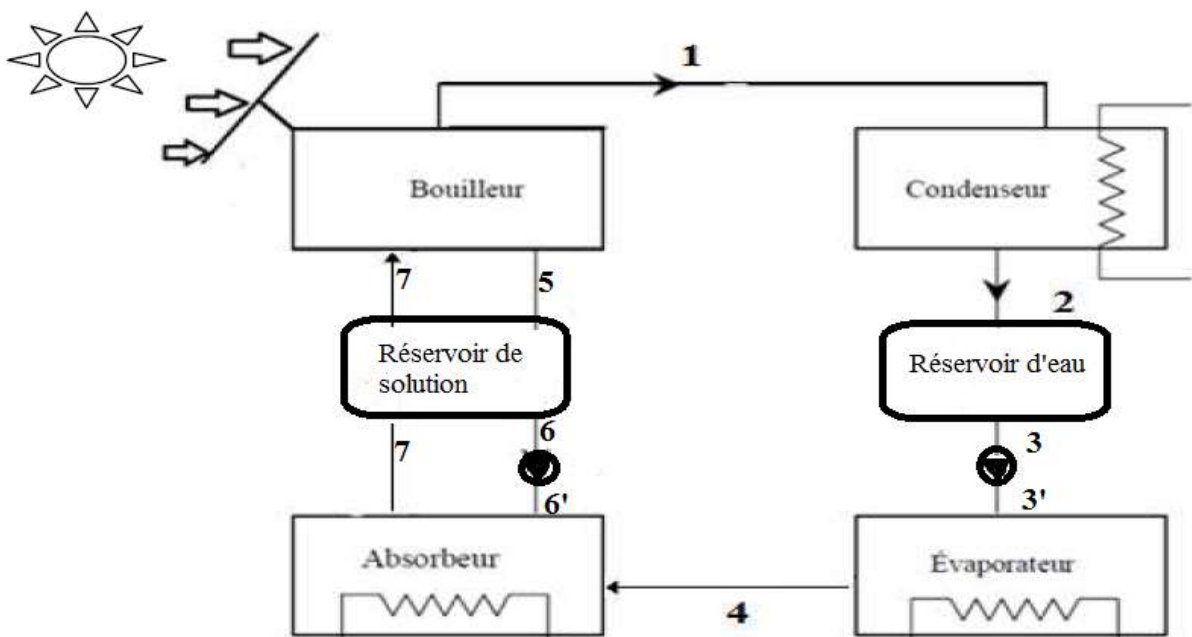 1
Bouilleur
Condenseur
7
5
2
Réservoir de
solution
Réservoir d'eau
7
6
3
6'
3'
Absorbeur
Évaporateur
4